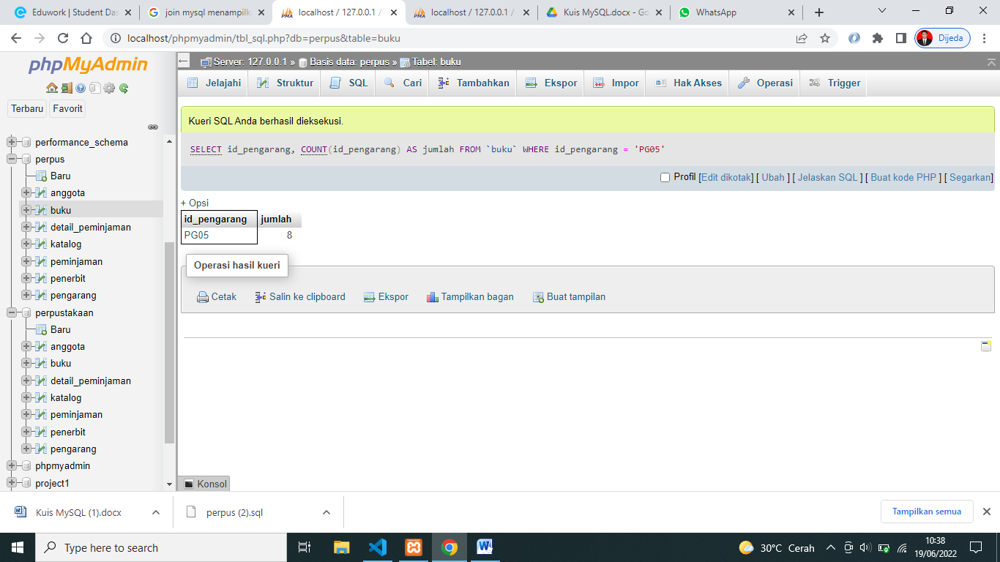 Eduwork | Student Das
join mysql menampilka
localhost / 127.0.0.1 /
localhost / 127.0.0.1 /
Kuis MySQL.docx - Go
WhatsApp
localhost/phpmyadmin/tbl_sql.php?db=perpus&table=buku
Dijeda
phpMyAdmin
Terbaru
Favorit
performance_schema
perpus
Baru
anggota
buku
detail_peminjaman
katalog
peminjaman
penerbit
pengarang
perpustakaan
Baru
anggota
buku
detail_peminjaman
katalog
peminjaman
penerbit
pengarang
phpmyadmin
project1
Server: 127.0.0.1 » Basis data: perpus » Tabel: buku
Jelajahi Struktur SQL Cari Tambahkan Ekspor Impor Hak Akses Operasi Trigger
Kueri SQL Anda berhasil dieksekusi.
SELECT id_pengarang, COUNT(id_pengarang) AS jumlah FROM `buku` WHERE id_pengarang = 'PG05'
Profil [Edit dikotak] [ Ubah ] [ Jelaskan SQL ] [ Buat kode PHP ] [ Segarkan]
+ Opsi
id_pengarang jumlah
PG05 8
Operasi hasil kueri
Cetak Salin ke clipboard Ekspor Tampilkan bagan Buat tampilan
Konsol
Kuis MySQL (1).docx
perpus (2).sql
Tampilkan semua
Type here to search
30°C Cerah
10:38
19/06/2022